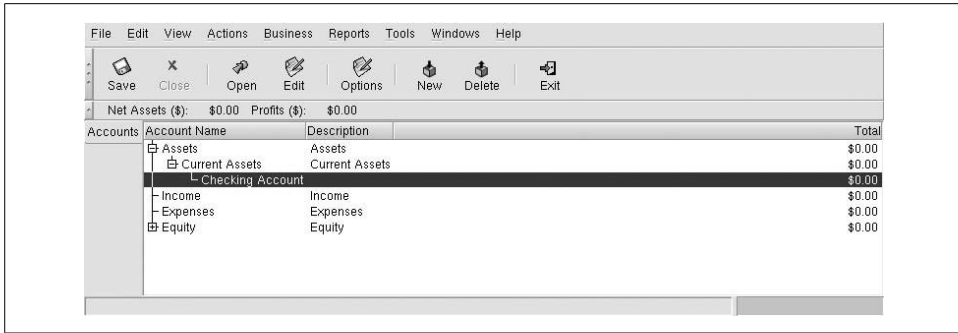 File Edit View Actions Business Reports Tools Windows Help
Save Close Open Edit Options New Delete Exit
Net Assets ($): $0.00 Profits ($): $0.00
Accounts Account Name Description Total
Assets Assets $0.00
Current Assets Current Assets $0.00
Checking Account $0.00
Income Income $0.00
Expenses Expenses $0.00
Equity Equity $0.00